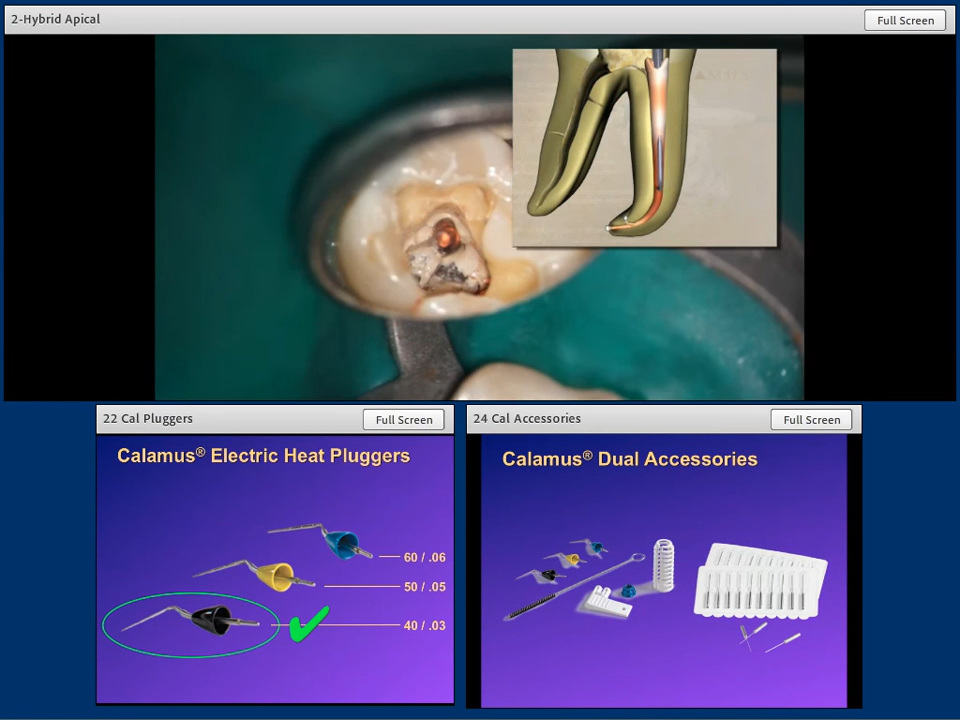 2-Hybrid Apical
Full Screen
22 Cal Pluggers
Full Screen
Calamus® Electric Heat Pluggers
60 / .06
50 / .05
40 / .03
24 Cal Accessories
Full Screen
Calamus® Dual Accessories